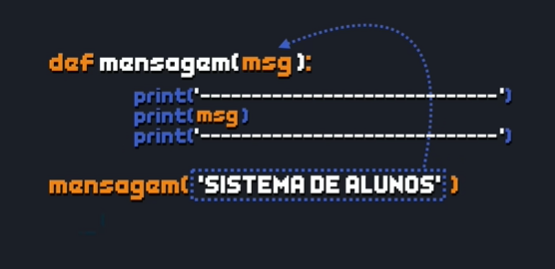 def mensagem(msg):
print('------------------------------')
print(msg)
print('------------------------------')
mensagem('SISTEMA DE ALUNOS')